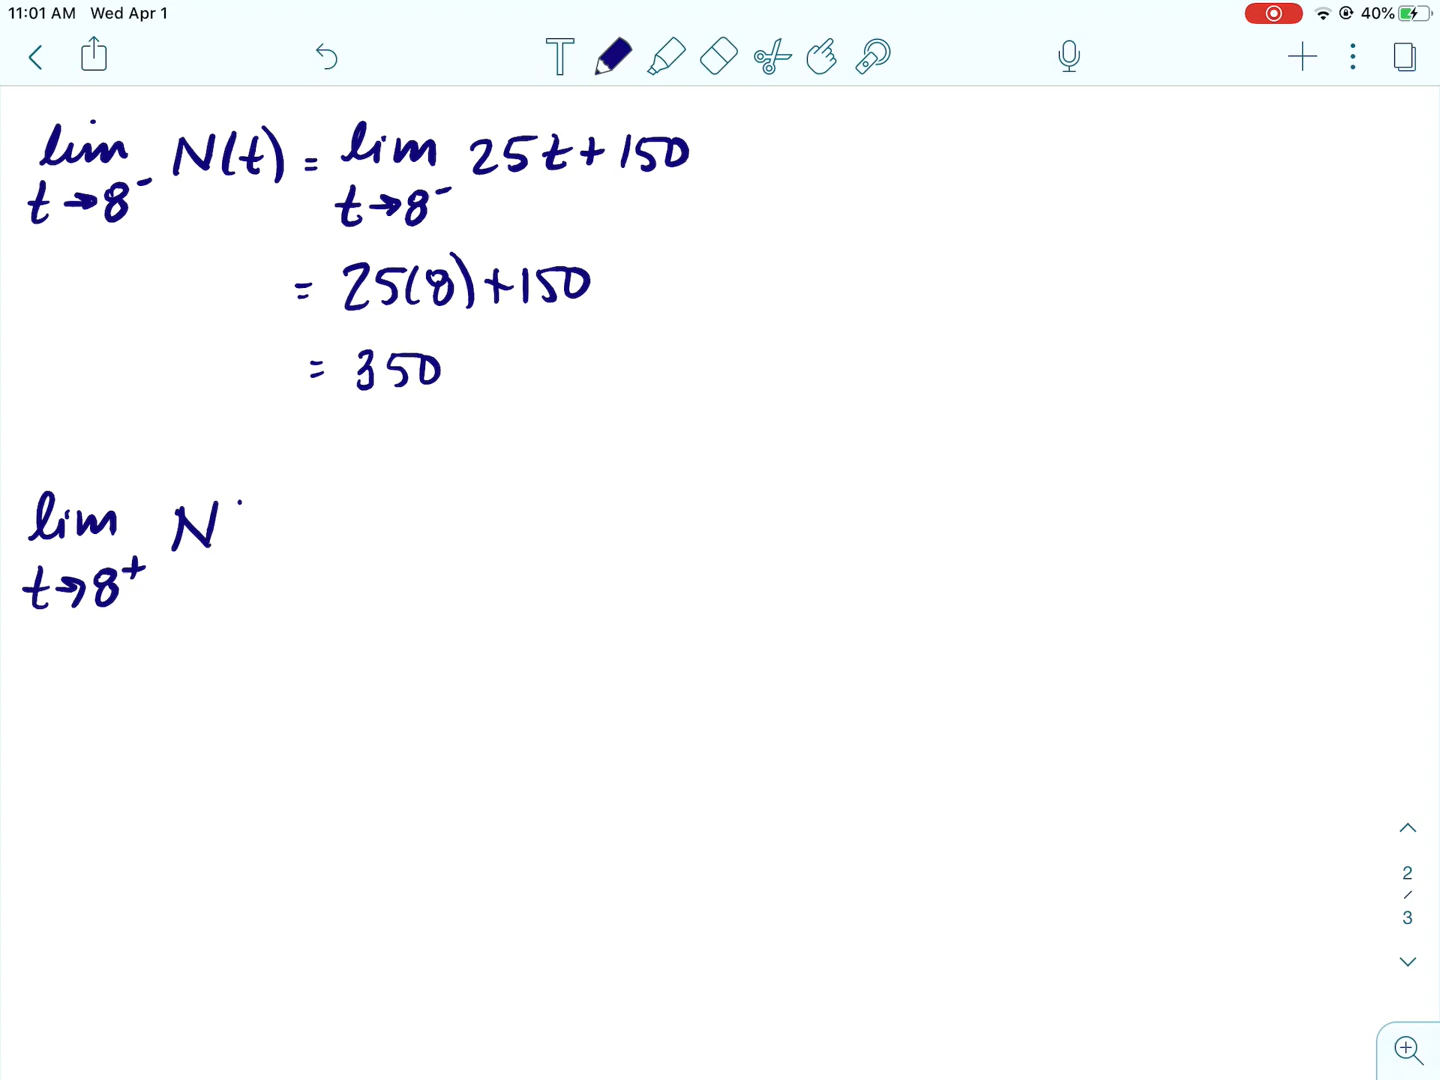 11:01 AM Wed Apr 1 40%
T
lim N(t) = lim 25t+150
t→8⁻ t→8⁻
= 25(8)+150
= 350
lim N
t→8⁺
2
/
3